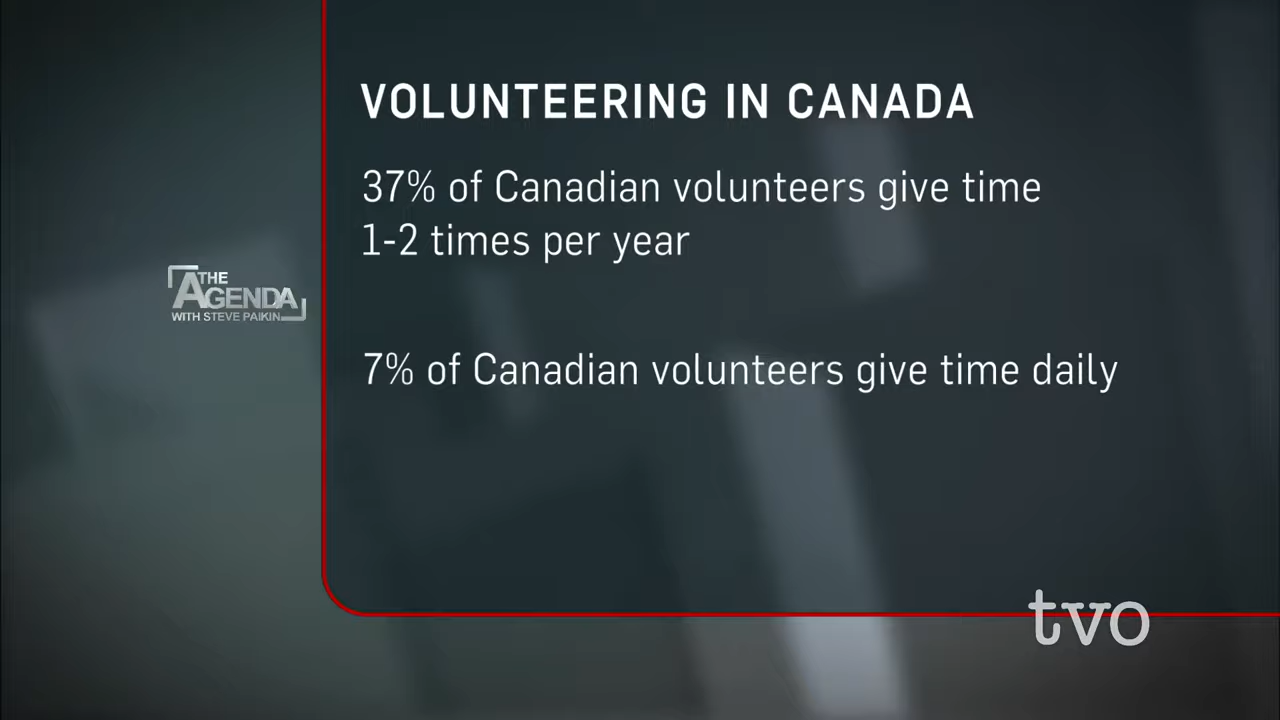 VOLUNTEERING IN CANADA
37% of Canadian volunteers give time
1-2 times per year
THE
AGENDA
WITH STEVE PAIKIN
7% of Canadian volunteers give time daily
tvo